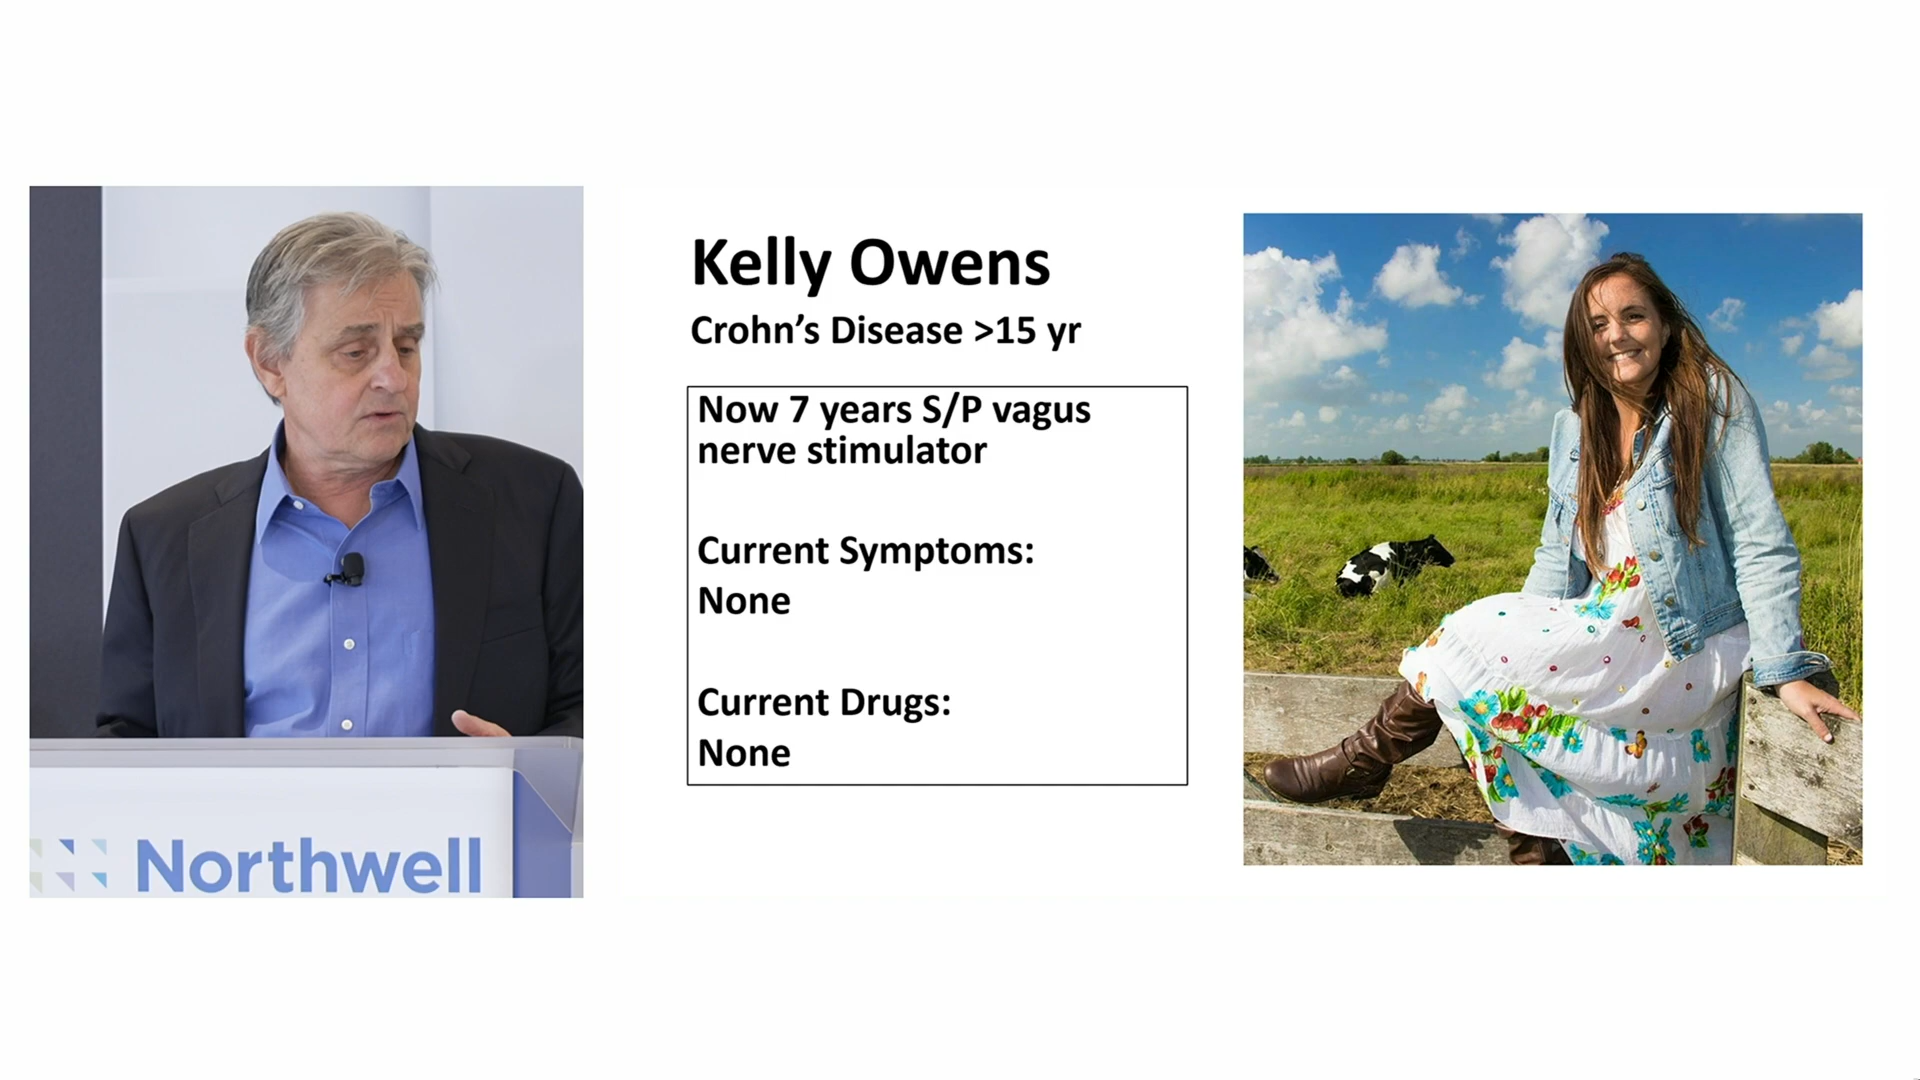 Kelly Owens
Crohn’s Disease >15 yr
Now 7 years S/P vagus
nerve stimulator
Current Symptoms:
None
Current Drugs:
None
Northwell